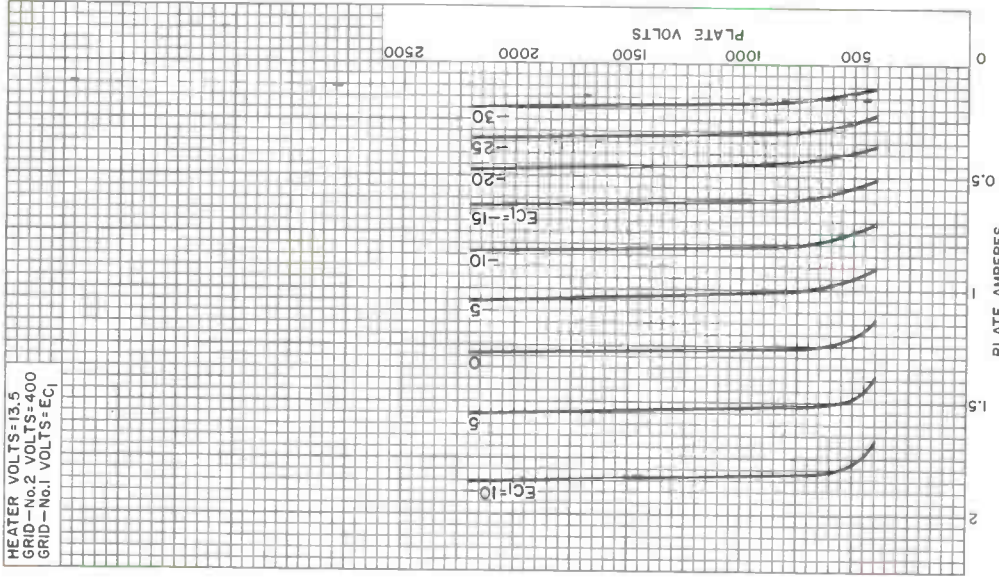 HEATER VOLTS=13.5
GRID-No.2 VOLTS=400
GRID-No.1 VOLTS=EC1
PLATE VOLTS
0
500
1000
1500
2000
2500
-30
-25
-20
EC1=-15
-10
5
0
5
EC1=10
0.5
1
1.5
2
PLATE AMPERES